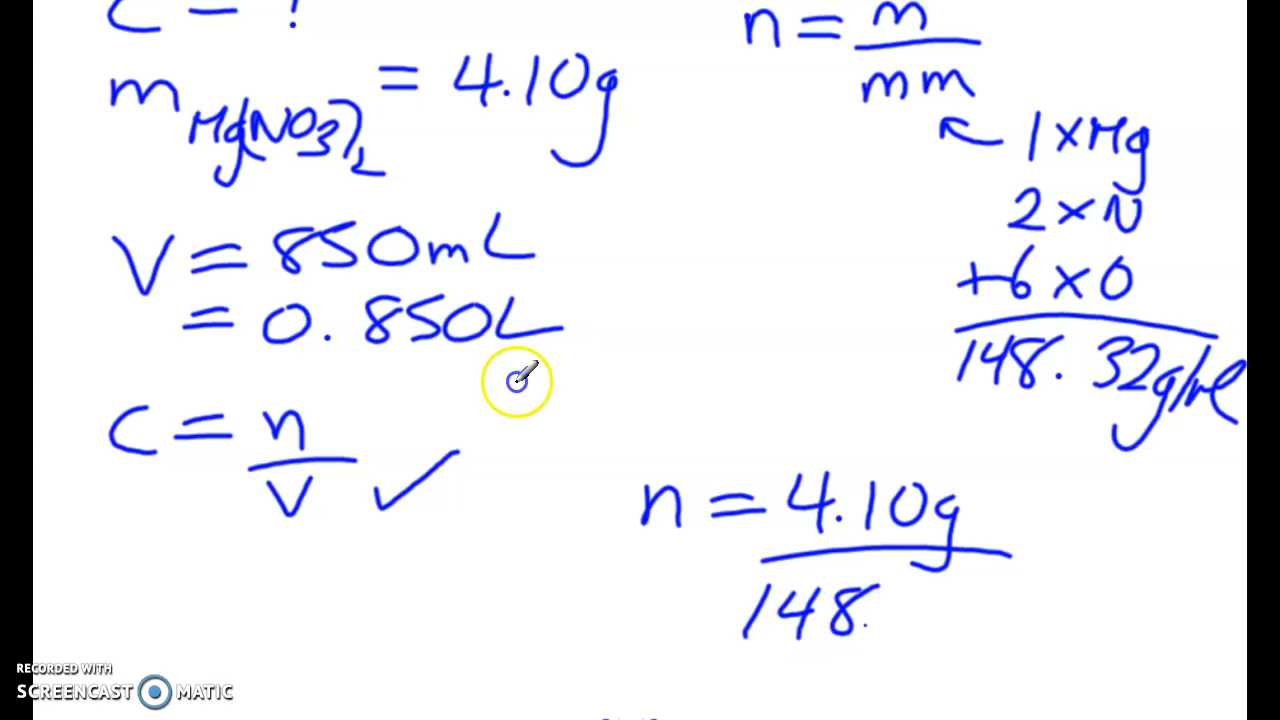 C = ?
m Mg(NO3)2 = 4.10g
V = 850mL
= 0.850L
C = n
V ✓
n = m
mm
← 1 x Mg
2 x N
+ 6 x O
148.32g/mol
n = 4.10g
148.
RECORDED WITH
SCREENCAST MATIC